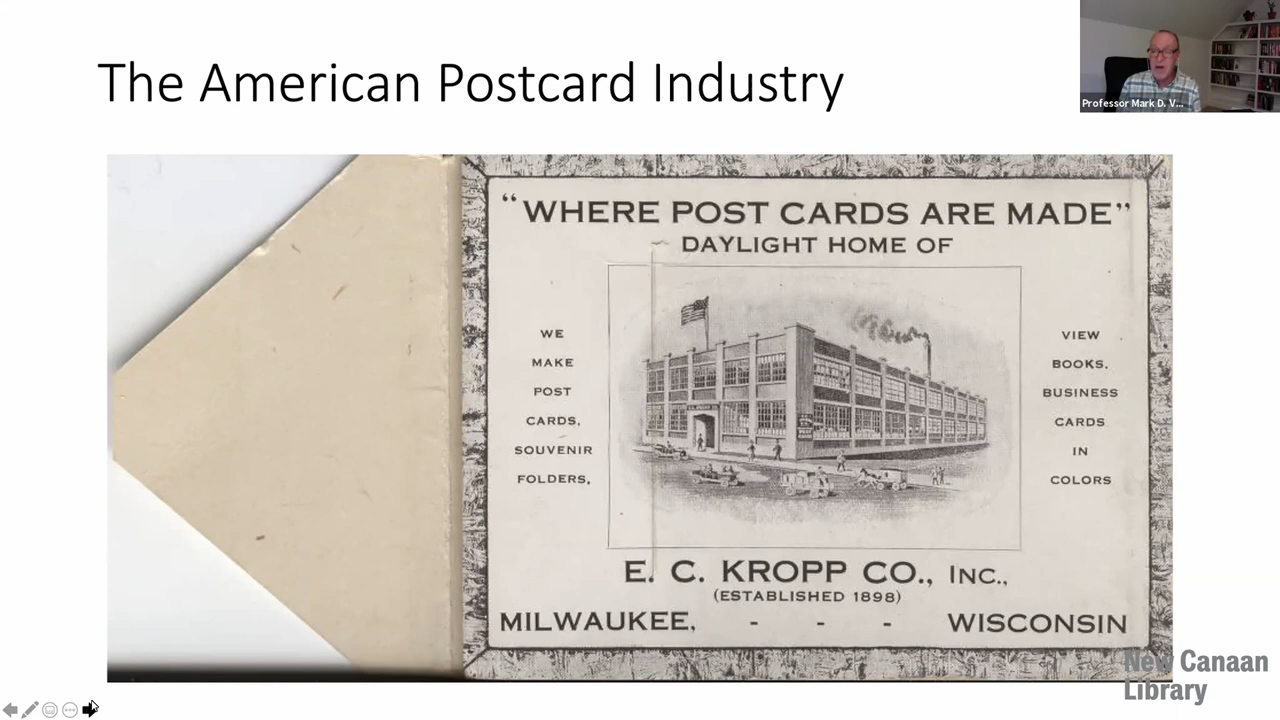 The American Postcard Industry
Professor Mark D. V...
“WHERE POST CARDS ARE MADE”
DAYLIGHT HOME OF
WE
MAKE
POST
CARDS,
SOUVENIR
FOLDERS,
VIEW
BOOKS,
BUSINESS
CARDS
IN
COLORS
E. C. KROPP CO., INC.,
(ESTABLISHED 1898)
MILWAUKEE, - - - WISCONSIN
New Canaan
Library